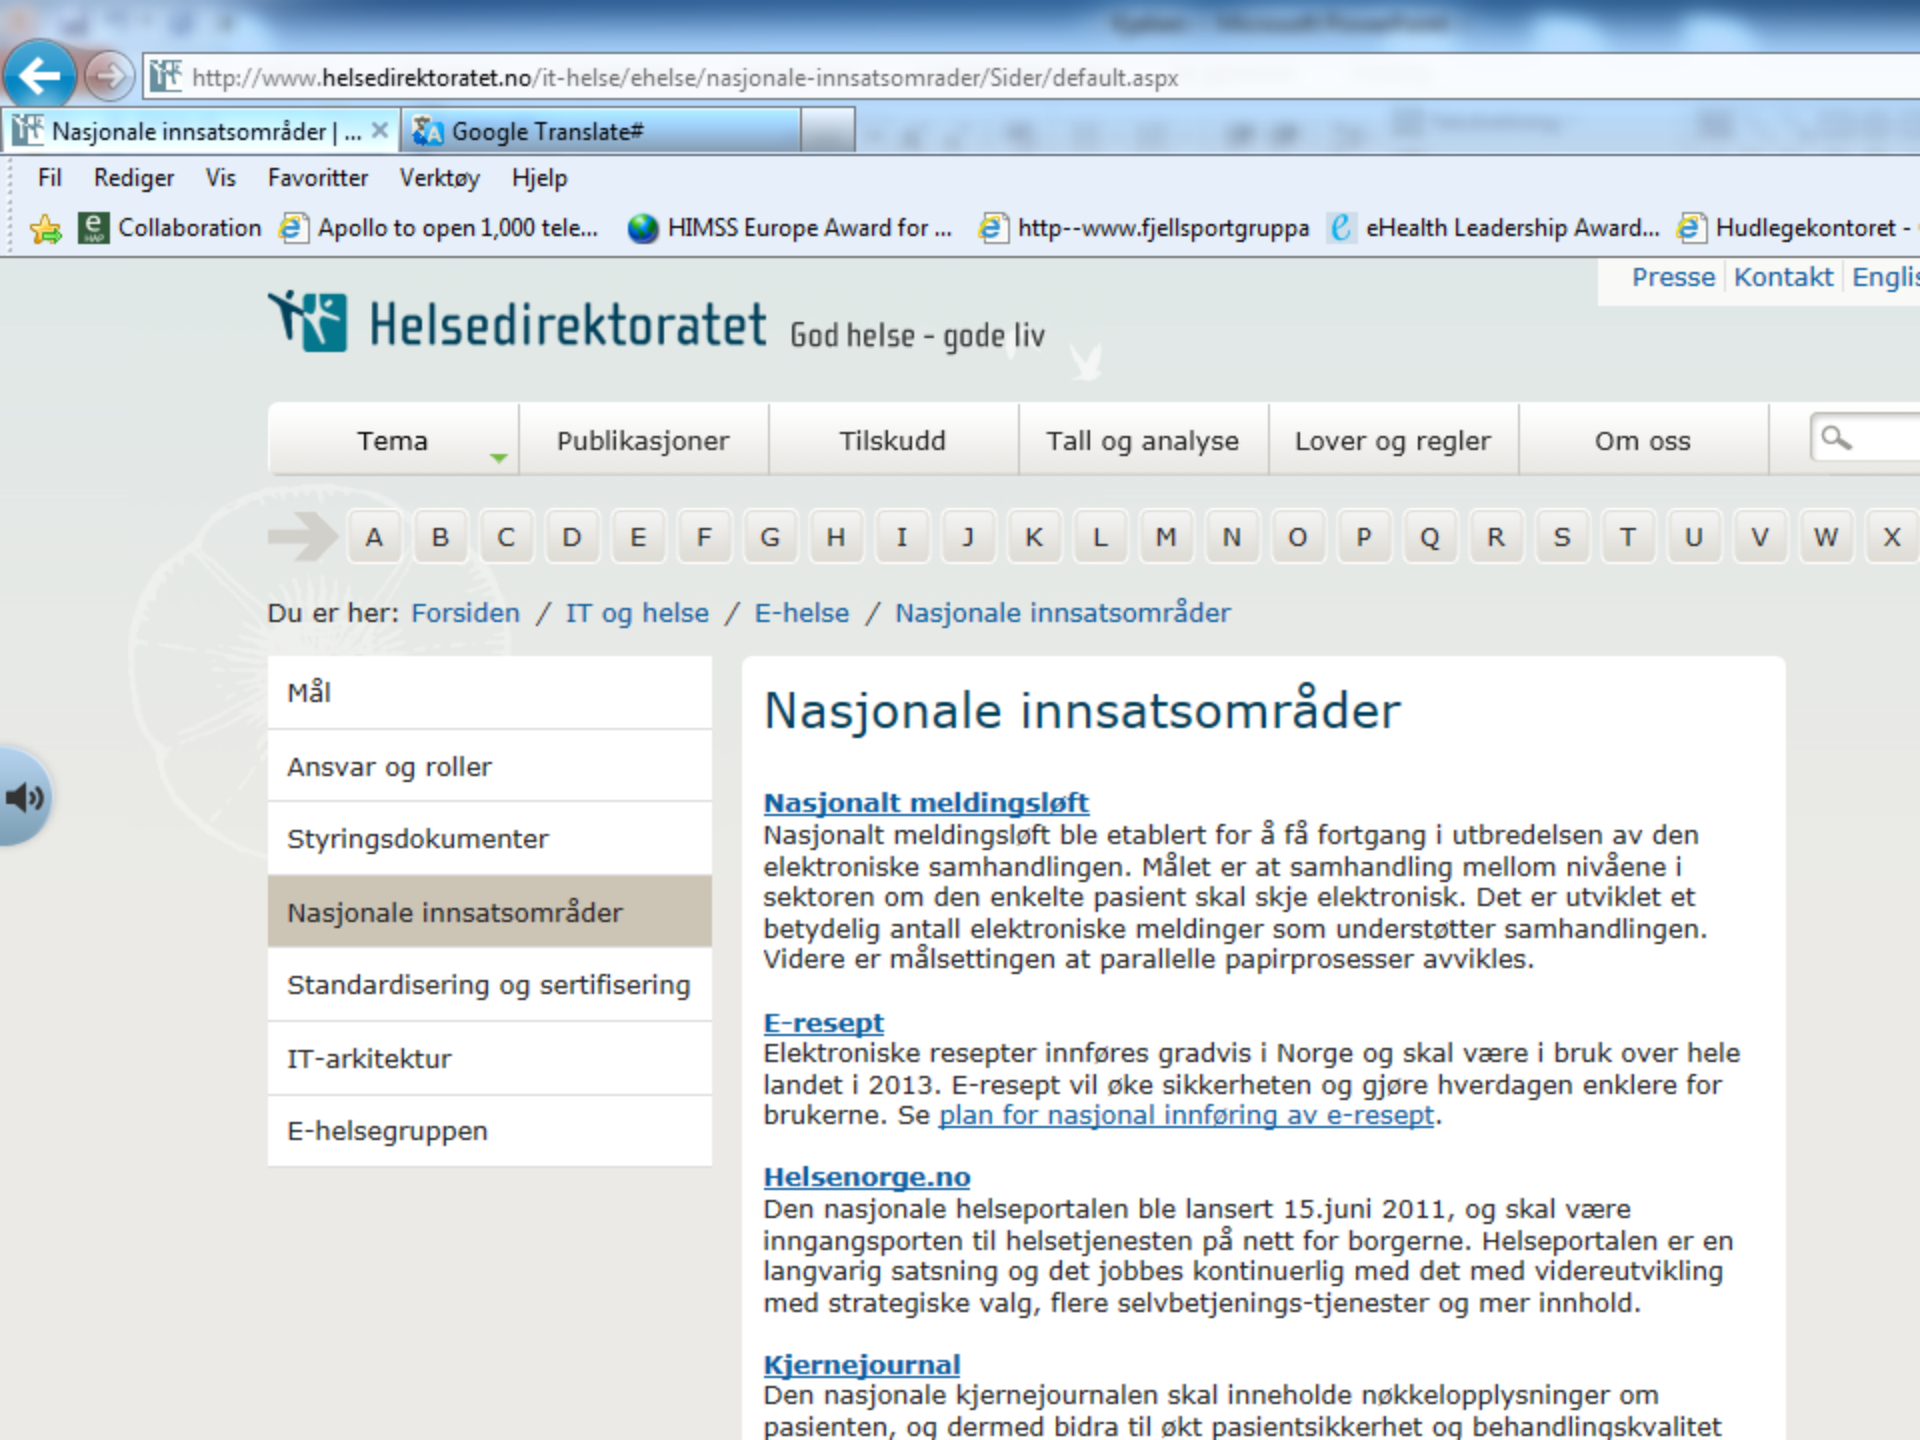 http://www.helsedirektoratet.no/it-helse/ehelse/nasjonale-innsatsomrader/Sider/default.aspx
Nasjonale innsatsområder | ... Google Translate#
Fil Rediger Vis Favoritter Verktøy Hjelp
Collaboration Apollo to open 1,000 tele... HIMSS Europe Award for ... http--www.fjellsportgruppa eHealth Leadership Award... Hudlegekontoret -
Presse Kontakt Englis
Helsedirektoratet God helse - gode liv
Tema Publikasjoner Tilskudd Tall og analyse Lover og regler Om oss
A B C D E F G H I J K L M N O P Q R S T U V W X
Du er her: Forsiden / IT og helse / E-helse / Nasjonale innsatsområder
Mål
Ansvar og roller
Styringsdokumenter
Nasjonale innsatsområder
Standardisering og sertifisering
IT-arkitektur
E-helsegruppen
Nasjonale innsatsområder
Nasjonalt meldingsløft
Nasjonalt meldingsløft ble etablert for å få fortgang i utbredelsen av den
elektroniske samhandlingen. Målet er at samhandling mellom nivåene i
sektoren om den enkelte pasient skal skje elektronisk. Det er utviklet et
betydelig antall elektroniske meldinger som understøtter samhandlingen.
Videre er målsettingen at parallelle papirprosesser avvikles.
E-resept
Elektroniske resepter innføres gradvis i Norge og skal være i bruk over hele
landet i 2013. E-resept vil øke sikkerheten og gjøre hverdagen enklere for
brukerne. Se plan for nasjonal innføring av e-resept.
Helsenorge.no
Den nasjonale helseportalen ble lansert 15.juni 2011, og skal være
inngangsporten til helsetjenesten på nett for borgerne. Helseportalen er en
langvarig satsning og det jobbes kontinuerlig med det med videreutvikling
med strategiske valg, flere selvbetjenings-tjenester og mer innhold.
Kjernejournal
Den nasjonale kjernejournalen skal inneholde nøkkelopplysninger om
pasienten, og dermed bidra til økt pasientsikkerhet og behandlingskvalitet